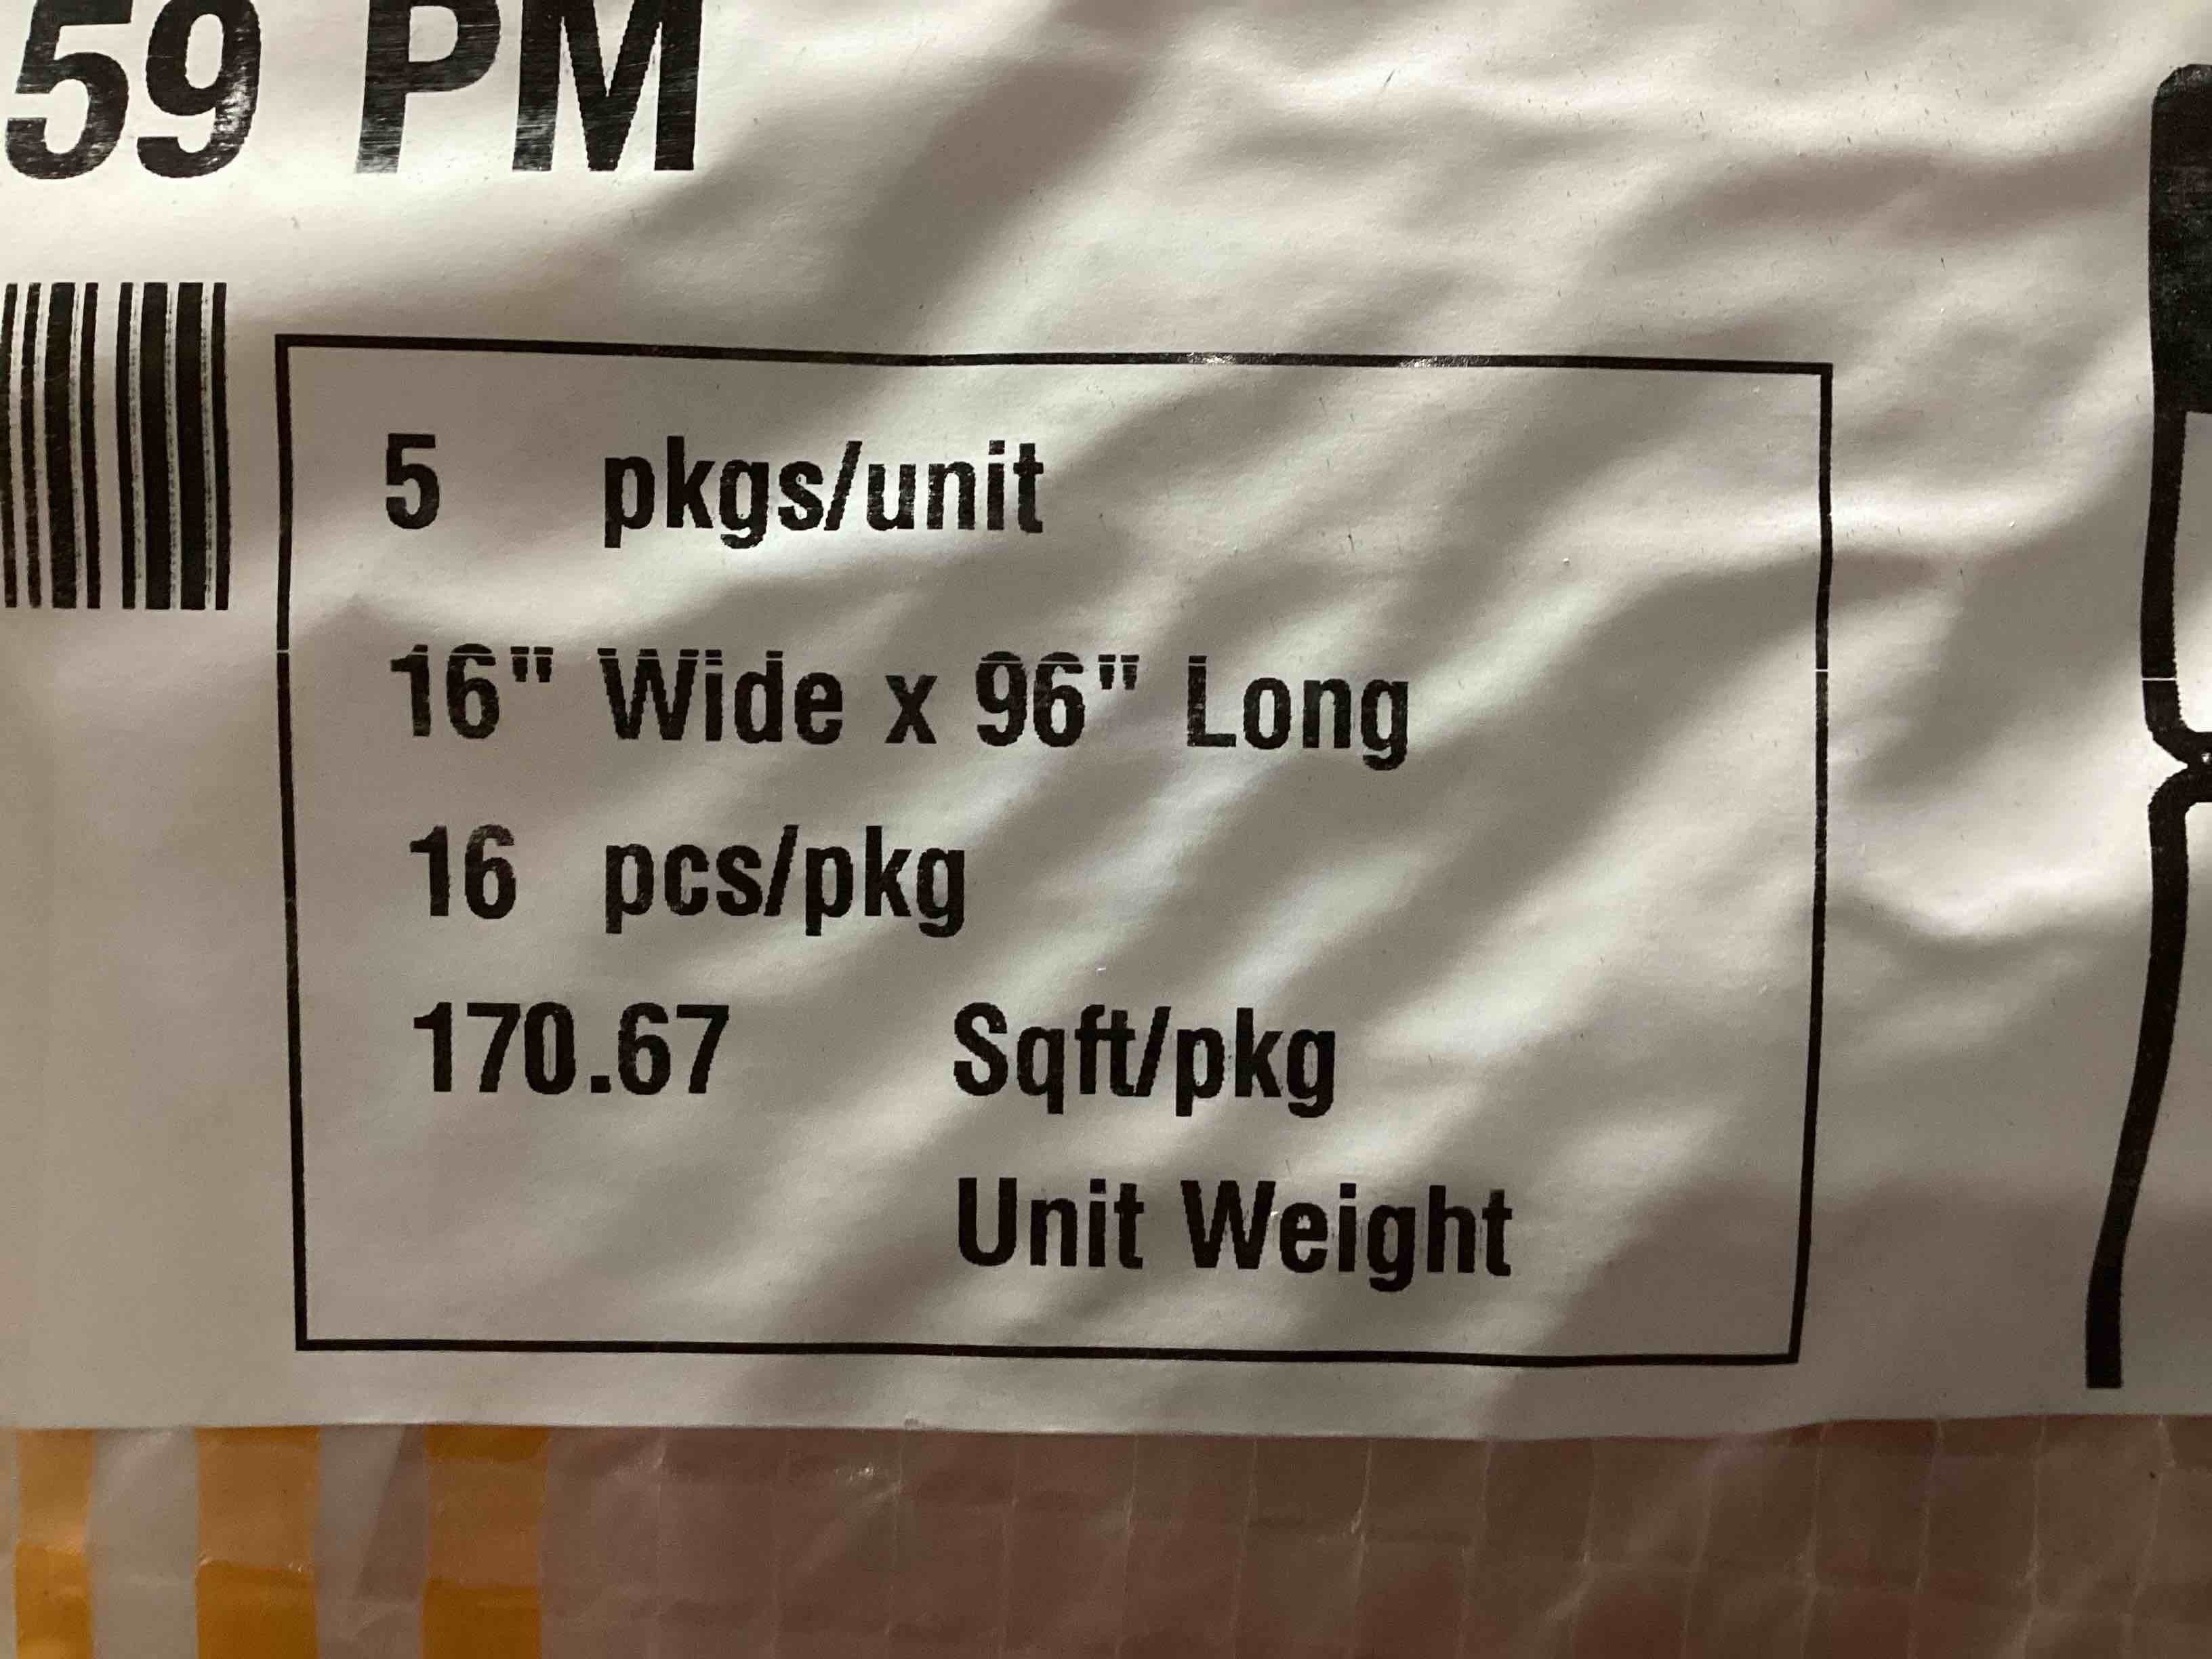 59 PM
5 pkgs/unit
16" Wide x 96" Long
16 pcs/pkg
170.67 Sqft/pkg
Unit Weight